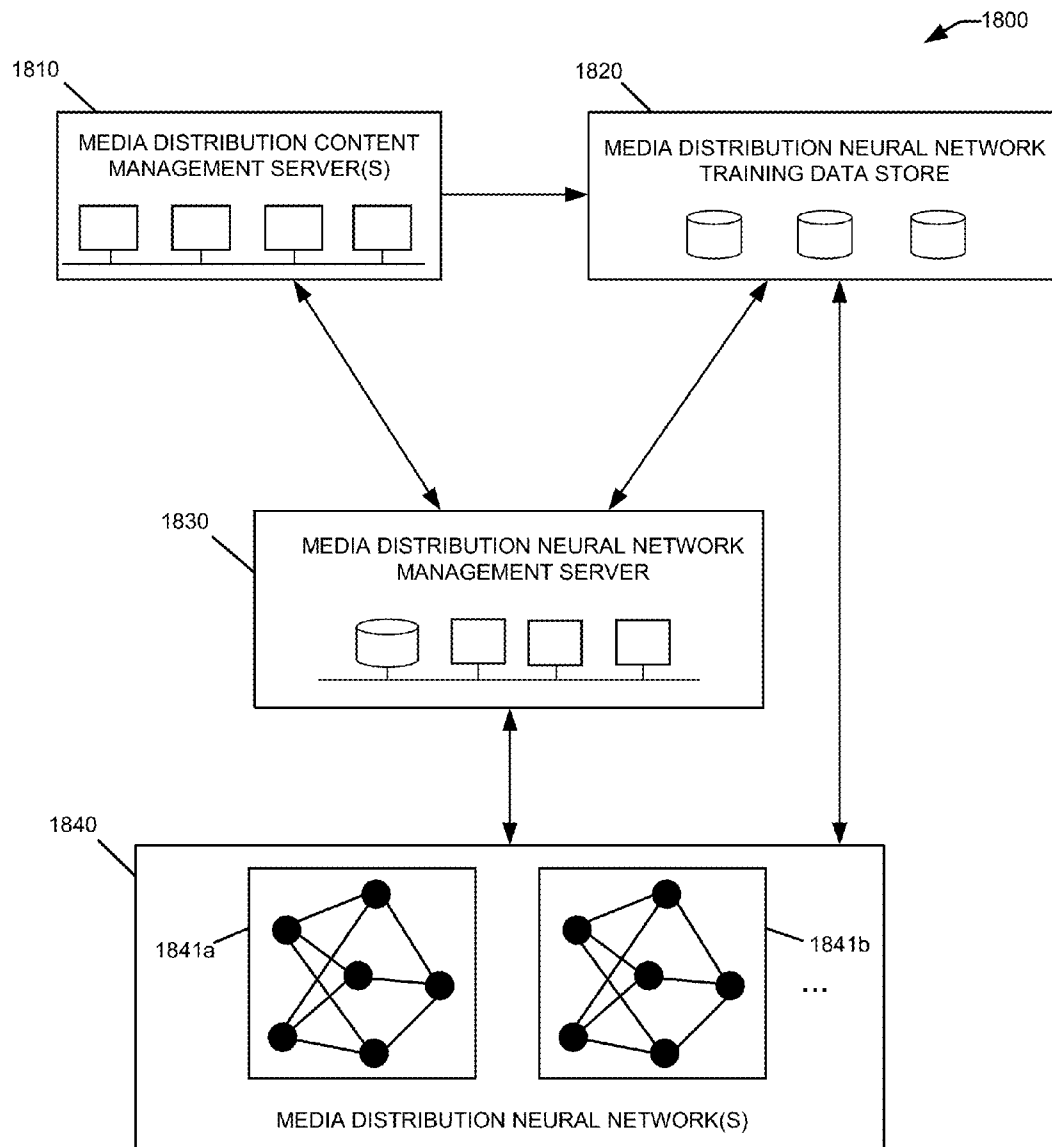 1800
1810
1820
MEDIA DISTRIBUTION CONTENT
MANAGEMENT SERVER(S)
MEDIA DISTRIBUTION NEURAL NETWORK
TRAINING DATA STORE
1830
MEDIA DISTRIBUTION NEURAL NETWORK
MANAGEMENT SERVER
1840
1841a
1841b
...
MEDIA DISTRIBUTION NEURAL NETWORK(S)